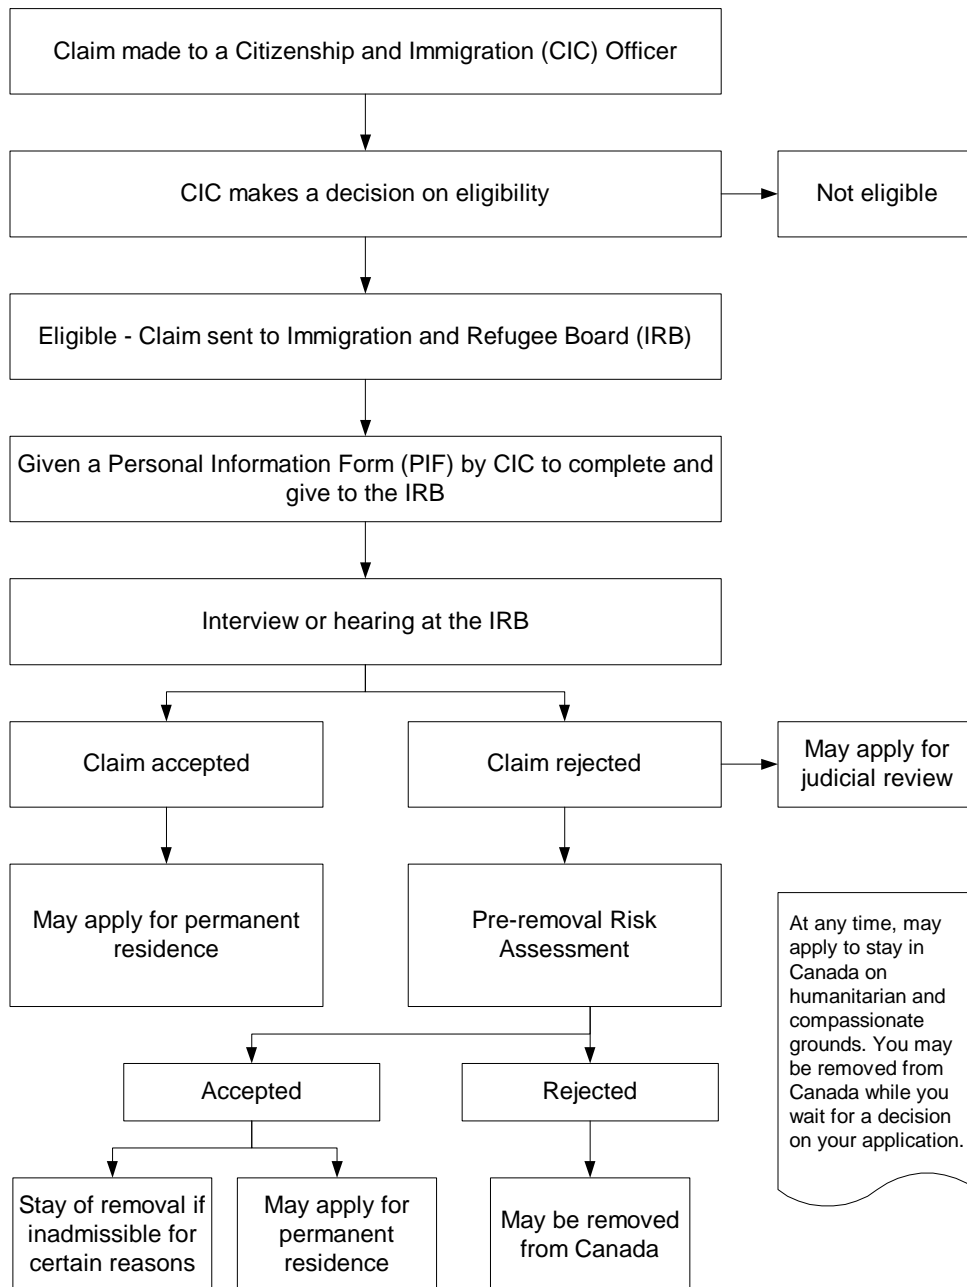 Claim made to a Citizenship and Immigration (CIC) Officer
CIC makes a decision on eligibility
Not eligible
Eligible - Claim sent to Immigration and Refugee Board (IRB)
Given a Personal Information Form (PIF) by CIC to complete and
give to the IRB
Interview or hearing at the IRB
Claim accepted
Claim rejected
May apply for
judicial review
May apply for permanent
residence
Pre-removal Risk
Assessment
At any time, may
apply to stay in
Canada on
humanitarian and
compassionate
grounds. You may
be removed from
Canada while you
wait for a decision
on your application.
Accepted
Rejected
Stay of removal if
inadmissible for
certain reasons
May apply for
permanent
residence
May be removed
from Canada